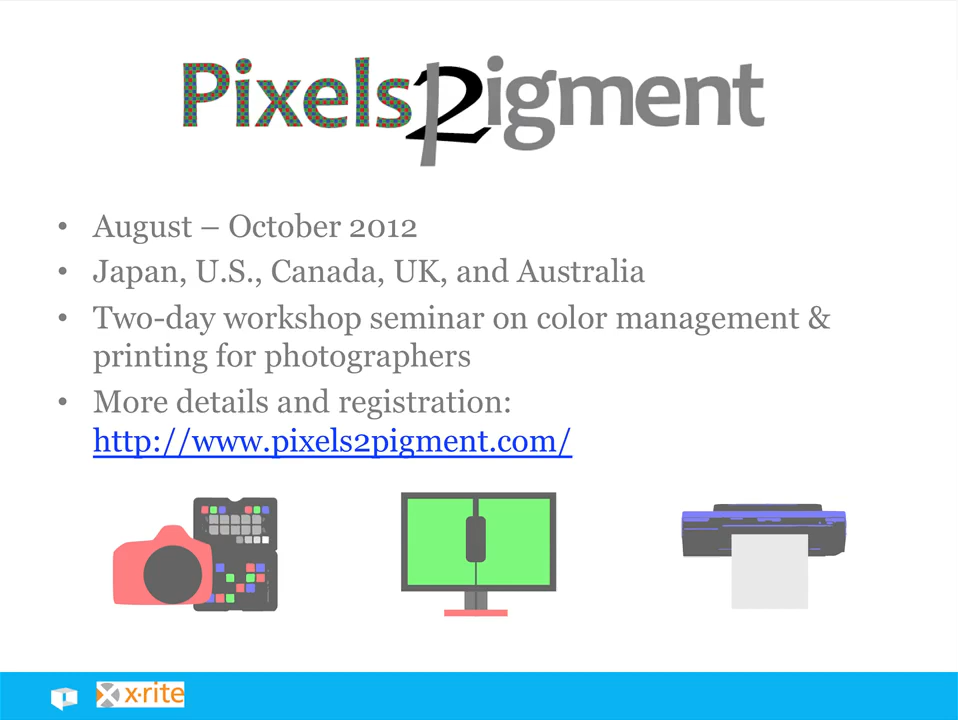 Pixels2pigment
• August – October 2012
• Japan, U.S., Canada, UK, and Australia
• Two-day workshop seminar on color management &
printing for photographers
• More details and registration:
http://www.pixels2pigment.com/
x·rite